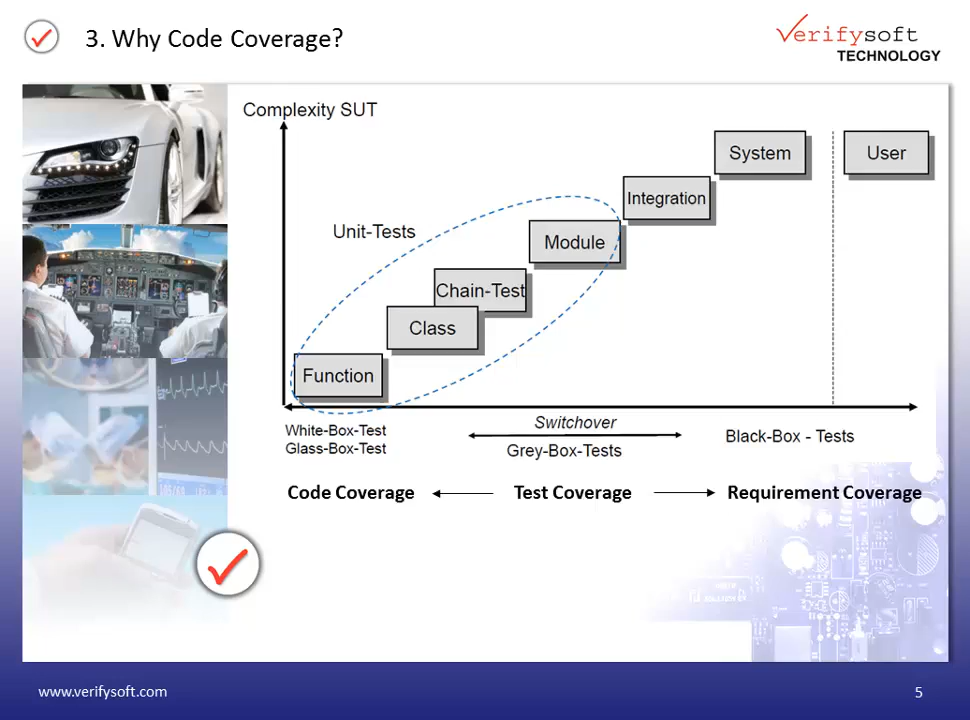 3. Why Code Coverage?
Verifysoft
TECHNOLOGY
Complexity SUT
System
User
Integration
Unit-Tests
Module
Chain-Test
Class
Function
White-Box-Test
Glass-Box-Test
Switchover
Grey-Box-Tests
Black-Box - Tests
Code Coverage
Test Coverage
Requirement Coverage
www.verifysoft.com
5